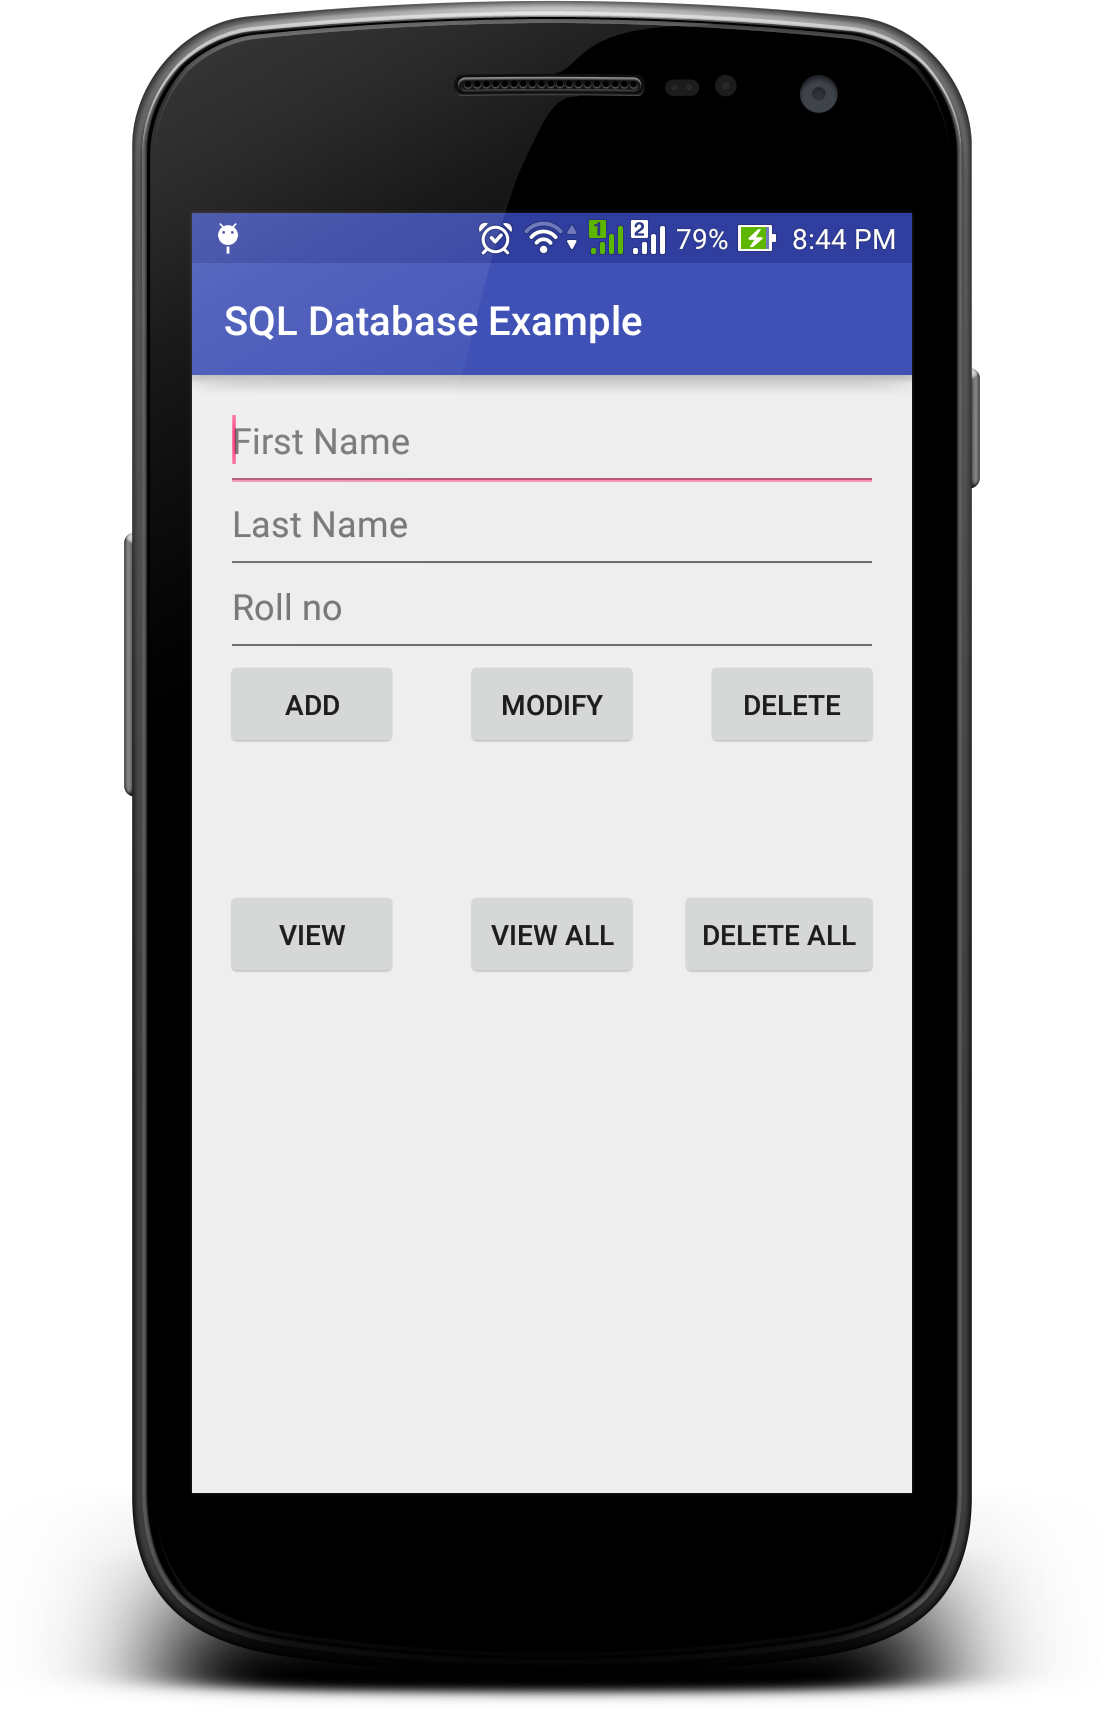 1 2 79% 8:44 PM
SQL Database Example
First Name
Last Name
Roll no
ADD MODIFY DELETE
VIEW VIEW ALL DELETE ALL